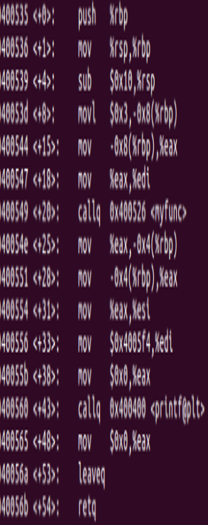 400535 <+0>: push %rbp
400536 <+1>: mov %rsp,%rbp
400539 <+4>: sub $0x10,%rsp
40053d <+8>: movl $0x3,-0x8(%rbp)
400544 <+15>: mov -0x8(%rbp),%eax
400547 <+18>: mov %eax,%edi
400549 <+20>: callq 0x400526 <myfunc>
40054e <+25>: mov %eax,-0x4(%rbp)
400551 <+28>: mov -0x4(%rbp),%eax
400554 <+31>: mov %eax,%esi
400556 <+33>: mov $0x4005f4,%edi
40055b <+38>: mov $0x0,%eax
400560 <+43>: callq 0x400400 <printf@plt>
400565 <+48>: mov $0x0,%eax
40056a <+53>: leaveq
40056b <+54>: retq